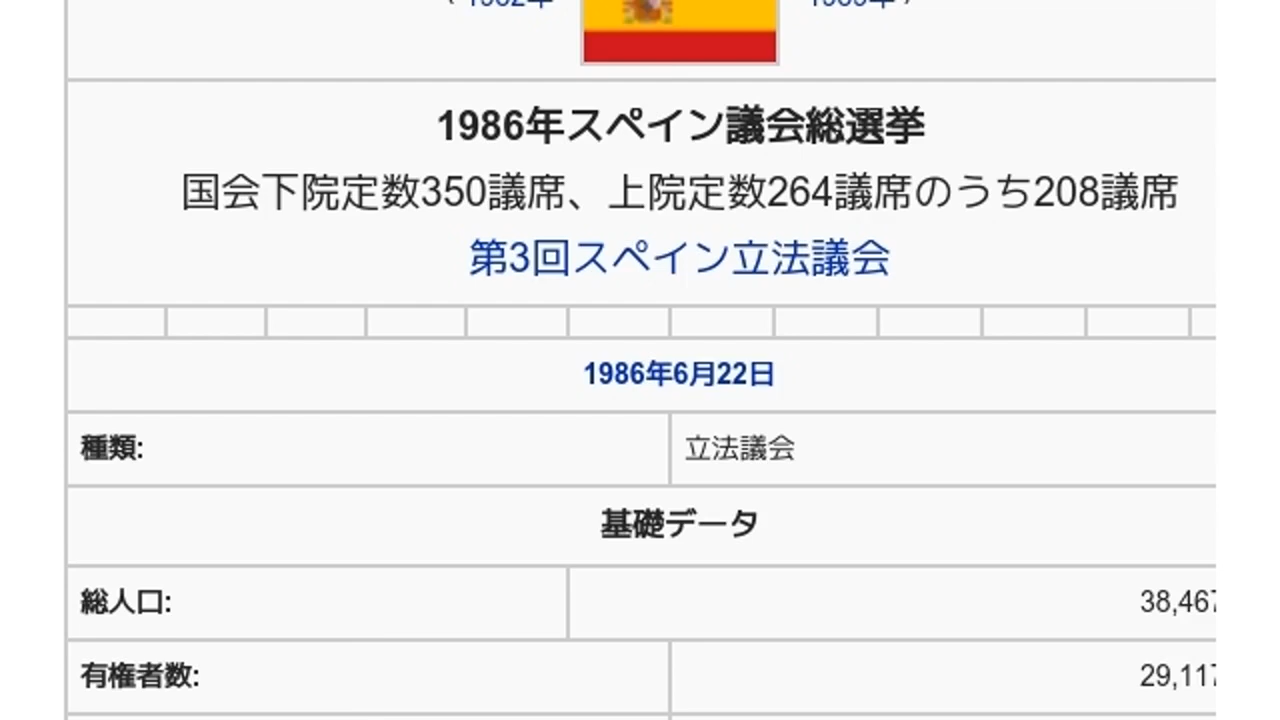 1986年スペイン議会総選挙
国会下院定数350議席、上院定数264議席のうち208議席
第3回スペイン立法議会
1986年6月22日
種類:
立法議会
基礎データ
総人口:
38,467
有権者数:
29,117